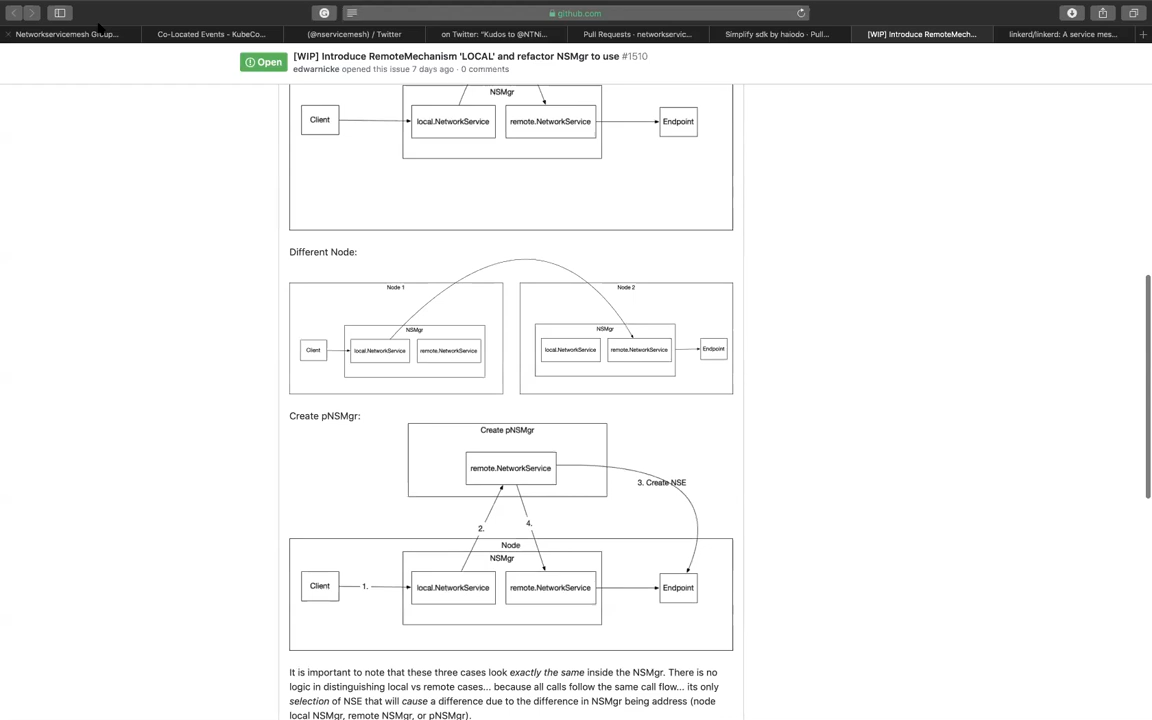 github.com
Networkservicemesh Group...
Co-Located Events - KubeCo...
(@nservicemesh) / Twitter
on Twitter: "Kudos to @NTNi...
Pull Requests · networkservic...
Simplify sdk by haiodo · Pull...
[WIP] Introduce RemoteMech...
linkerd/linkerd: A service mes...
Open
[WIP] Introduce RemoteMechanism 'LOCAL' and refactor NSMgr to use #1510
edwarnicke opened this issue 7 days ago · 0 comments
NSMgr
Client
local.NetworkService
remote.NetworkService
Endpoint
Different Node:
Node 1
Node 2
NSMgr
NSMgr
Client
local.NetworkService
remote.NetworkService
local.NetworkService
remote.NetworkService
Endpoint
Create pNSMgr:
Create pNSMgr
remote.NetworkService
3. Create NSE
2.
4.
Node
NSMgr
Client
1.
local.NetworkService
remote.NetworkService
Endpoint
It is important to note that these three cases look exactly the same inside the NSMgr. There is no
logic in distinguishing local vs remote cases... because all calls follow the same call flow... its only
selection of NSE that will cause a difference due to the difference in NSMgr being address (node
local NSMgr, remote NSMgr, or pNSMgr).